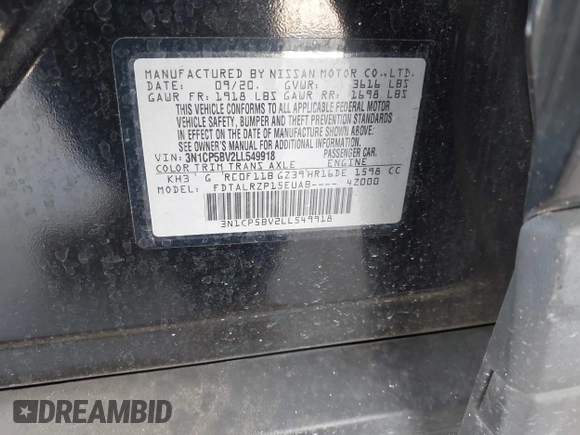 MANUFACTURED BY NISSAN MOTOR CO.,LTD.
DATE: 09/20. GVWR: 3616 LBS
GAWR FR: 1918 LBS GAWR RR: 1698 LBS
THIS VEHICLE CONFORMS TO ALL APPLICABLE FEDERAL MOTOR
VEHICLE SAFETY, BUMPER AND THEFT PREVENTION STANDARDS
IN EFFECT ON THE DATE OF MANUFACTURE SHOWN ABOVE.
SEE OWNER'S MANUAL FOR ADDITIONAL INFORMATION.
VIN: 3N1CP5BV2LL549918 PASSENGER CAR.
COLOR TRIM TRANS AXLE ENGINE
KH3 G RE0F11B GZ39 HR16DE 1598 CC
MODEL: FDTALRZP15EUAB---- 4Z000
3N1CP5BV2LL549918
DREAMBID